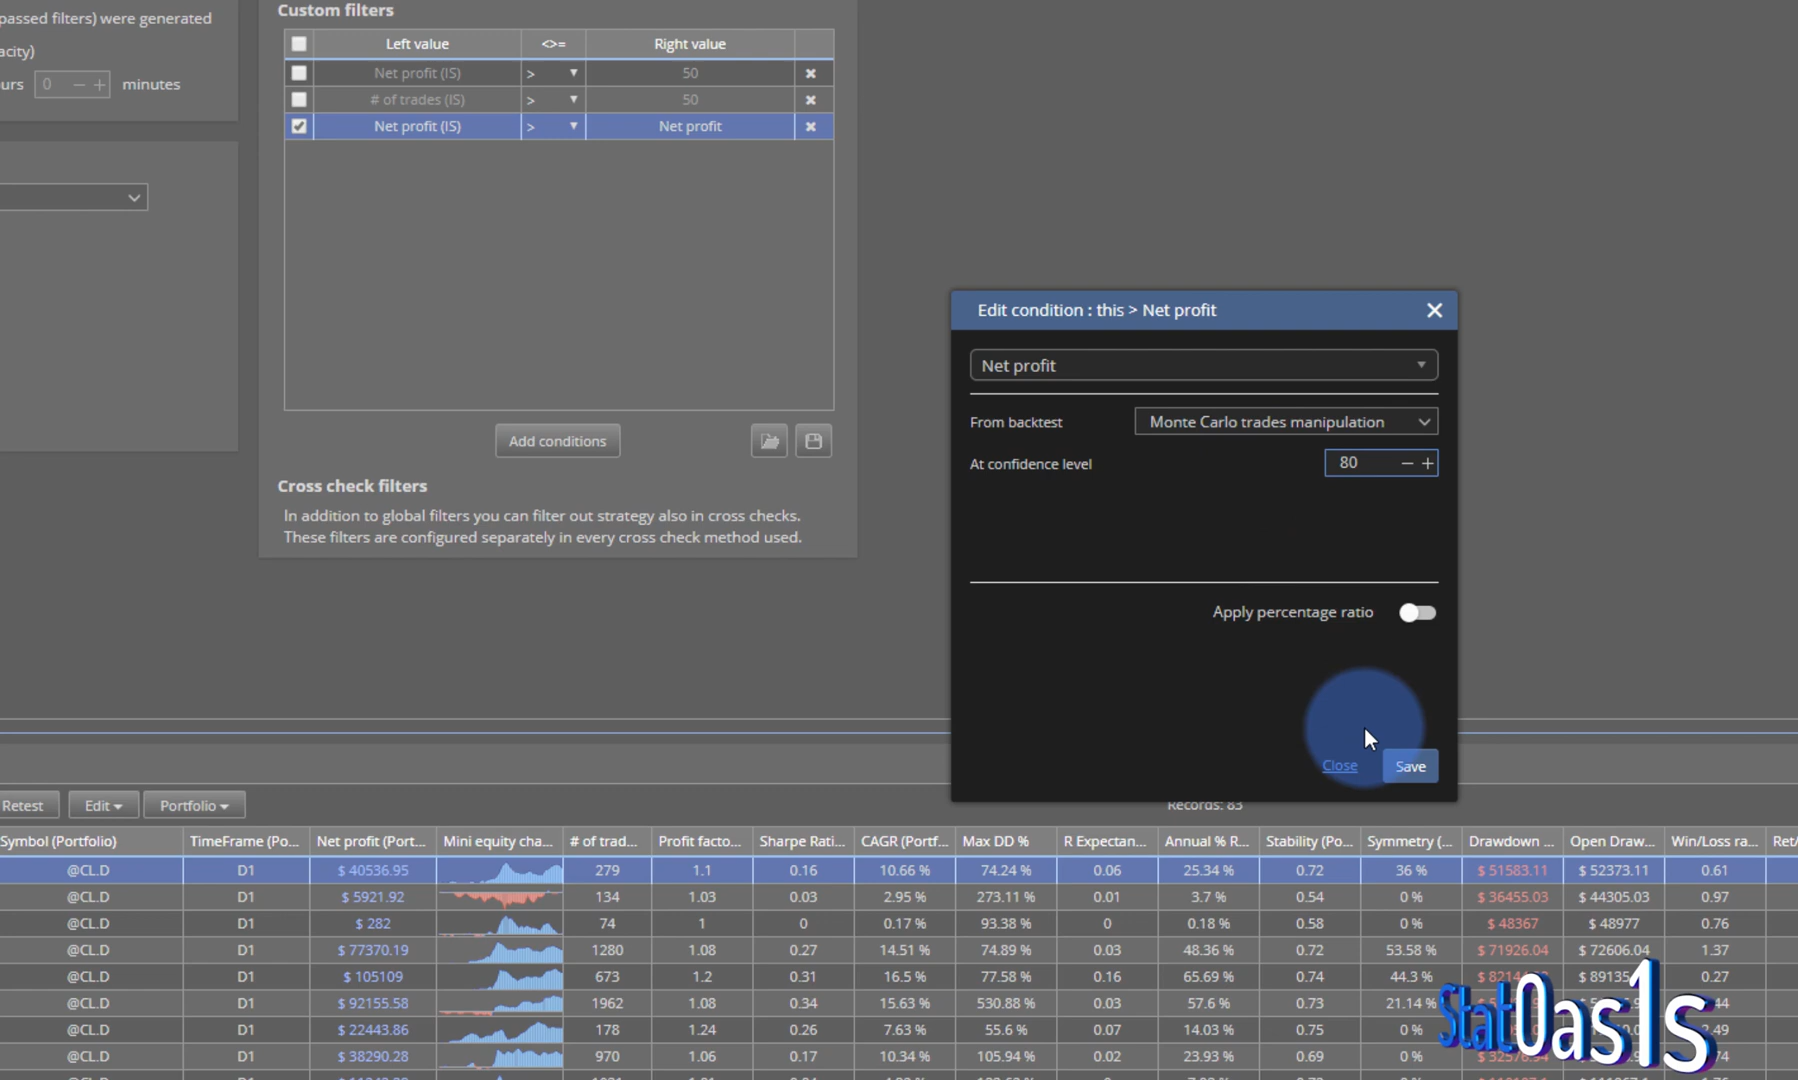 passed filters) were generated
acity)
urs 0 − + minutes
Custom filters
Left value <>= Right value
Net profit (IS) > 50
# of trades (IS) > 50
Net profit (IS) > Net profit
Add conditions
Cross check filters
In addition to global filters you can filter out strategy also in cross checks.
These filters are configured separately in every cross check method used.
Edit condition : this > Net profit
Net profit
From backtest Monte Carlo trades manipulation
At confidence level 80 − +
Apply percentage ratio
Close Save
Retest Edit Portfolio Records: 83
Symbol (Portfolio) TimeFrame (Po... Net profit (Port... Mini equity cha... # of trad... Profit facto... Sharpe Rati... CAGR (Portf... Max DD % R Expectan... Annual % R... Stability (Po... Symmetry (... Drawdown ... Open Draw... Win/Loss ra... Ret/
@CL.D D1 $ 40536.95 279 1.1 0.16 10.66 % 74.24 % 0.06 25.34 % 0.72 36 % $ 51583.11 $ 52373.11 0.61
@CL.D D1 $ 5921.92 134 1.03 0.03 2.95 % 273.11 % 0.01 3.7 % 0.54 0 % $ 36455.03 $ 44305.03 0.97
@CL.D D1 $ 282 74 1 0 0.17 % 93.38 % 0 0.18 % 0.58 0 % $ 48367 $ 48977 0.76
@CL.D D1 $ 77370.19 1280 1.08 0.27 14.51 % 74.89 % 0.03 48.36 % 0.72 53.58 % $ 71926.04 $ 72606.04 1.37
@CL.D D1 $ 105109 673 1.2 0.31 16.5 % 77.58 % 0.16 65.69 % 0.74 44.3 % 0.27
@CL.D D1 $ 92155.58 1962 1.08 0.34 15.63 % 530.88 % 0.03 57.6 % 0.73 21.14 %
@CL.D D1 $ 22443.86 178 1.24 0.26 7.63 % 55.6 % 0.07 14.03 % 0.75 0 %
@CL.D D1 $ 38290.28 970 1.06 0.17 10.34 % 105.94 % 0.02 23.93 % 0.69 0 %
StatOas1s